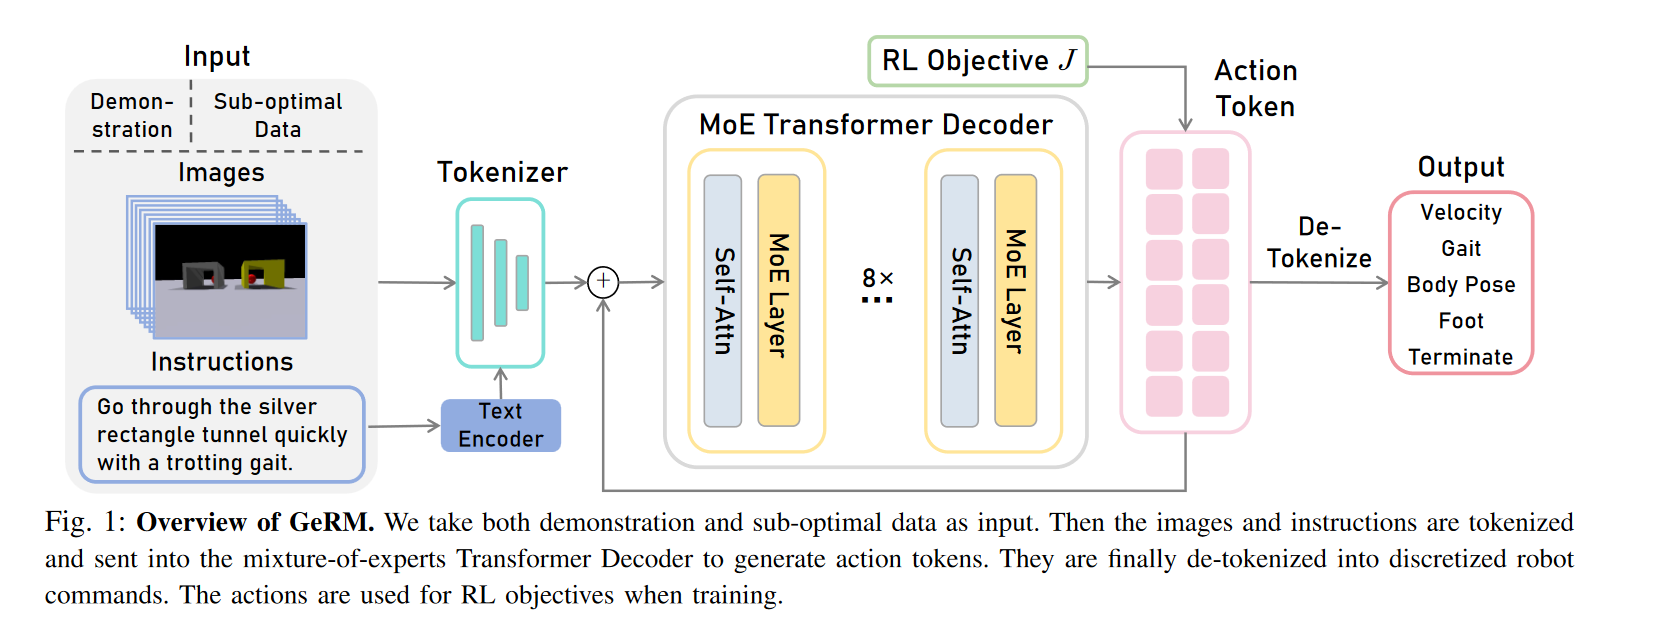 Input
Demon-
stration
Sub-optimal
Data
Images
Instructions
Go through the silver
rectangle tunnel quickly
with a trotting gait.
Tokenizer
Text
Encoder
+
RL Objective J
MoE Transformer Decoder
Self-Attn
MoE Layer
8×
...
Self-Attn
MoE Layer
Action
Token
De-
Tokenize
Output
Velocity
Gait
Body Pose
Foot
Terminate
Fig. 1: Overview of GeRM. We take both demonstration and sub-optimal data as input. Then the images and instructions are tokenized
and sent into the mixture-of-experts Transformer Decoder to generate action tokens. They are finally de-tokenized into discretized robot
commands. The actions are used for RL objectives when training.